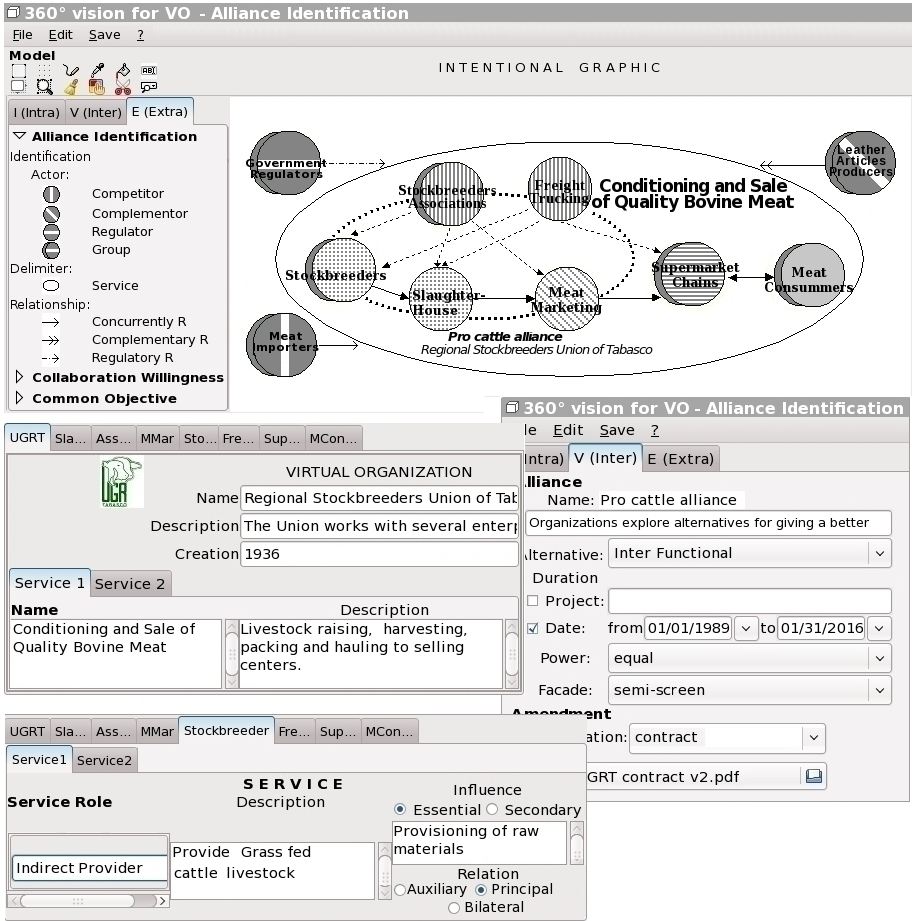 360° vision for VO - Alliance Identification
File Edit Save ?
Model
INTENTIONAL GRAPHIC
I (Intra) V (Inter) E (Extra)
Alliance Identification
Identification
Actor:
Competitor
Complementor
Regulator
Group
Delimiter:
Service
Relationship:
Concurrently R
Complementary R
Regulatory R
Collaboration Willingness
Common Objective
Government
Regulators
Leather
Articles
Producers
Stockbreeders
Associations
Freight
Trucking
Conditioning and Sale
of Quality Bovine Meat
Stockbreeders
Slaughter-
House
Meat
Marketing
Supermarket
Chains
Meat
Consummers
Meat
Importers
Pro cattle alliance
Regional Stockbreeders Union of Tabasco
UGRT Sla... Ass... MMar Sto... Fre... Sup... MCon...
UGR
TABASCO
VIRTUAL ORGANIZATION
Name Regional Stockbreeders Union of Tab
Description The Union works with several enterp
Creation 1936
Service 1 Service 2
Name Description
Conditioning and Sale of
Quality Bovine Meat
Livestock raising, harvesting,
packing and hauling to selling
centers.
360° vision for VO - Alliance Identification
le Edit Save ?
Intra) V (Inter) E (Extra)
lliance
Name: Pro cattle alliance
Organizations explore alternatives for giving a better
lternative: Inter Functional
Duration
Project:
Date: from 01/01/1989 to 01/31/2016
Power: equal
Facade: semi-screen
Amendment
ation: contract
GRT contract v2.pdf
UGRT Sla... Ass... MMar Stockbreeder Fre... Sup... MCon...
Service1 Service2
SERVICE
Service Role Description
Indirect Provider
Provide Grass fed
cattle livestock
Influence
Essential Secondary
Provisioning of raw
materials
Relation
Auxiliary Principal
Bilateral